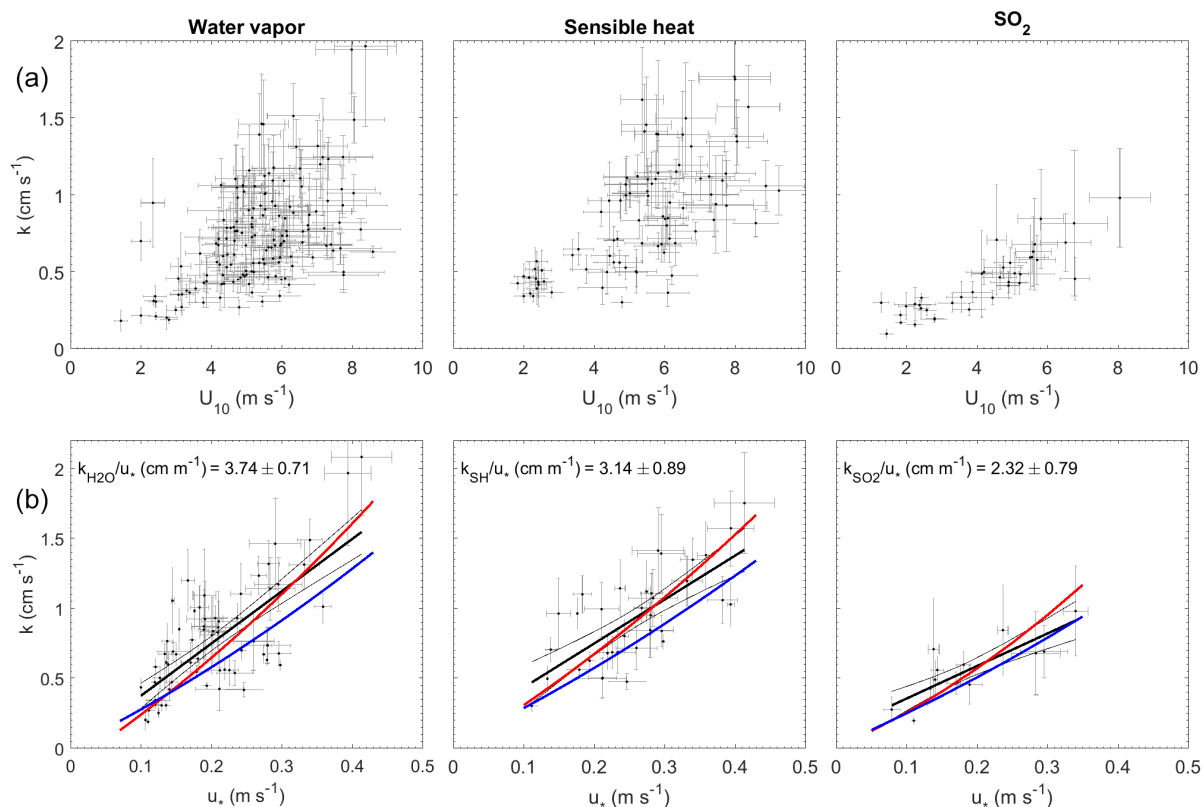 Water vapor
Sensible heat
SO2
(a)
k (cm s-1)
2
1.5
1
0.5
0
0 2 4 6 8 10
0 2 4 6 8 10
0 2 4 6 8 10
U10 (m s-1)
U10 (m s-1)
U10 (m s-1)
(b)
k (cm s-1)
kH2O/u* (cm m-1) = 3.74 ± 0.71
kSH/u* (cm m-1) = 3.14 ± 0.89
kSO2/u* (cm m-1) = 2.32 ± 0.79
2
1.5
1
0.5
0
0 0.1 0.2 0.3 0.4 0.5
0 0.1 0.2 0.3 0.4 0.5
0 0.1 0.2 0.3 0.4 0.5
u* (m s-1)
u* (m s-1)
u* (m s-1)